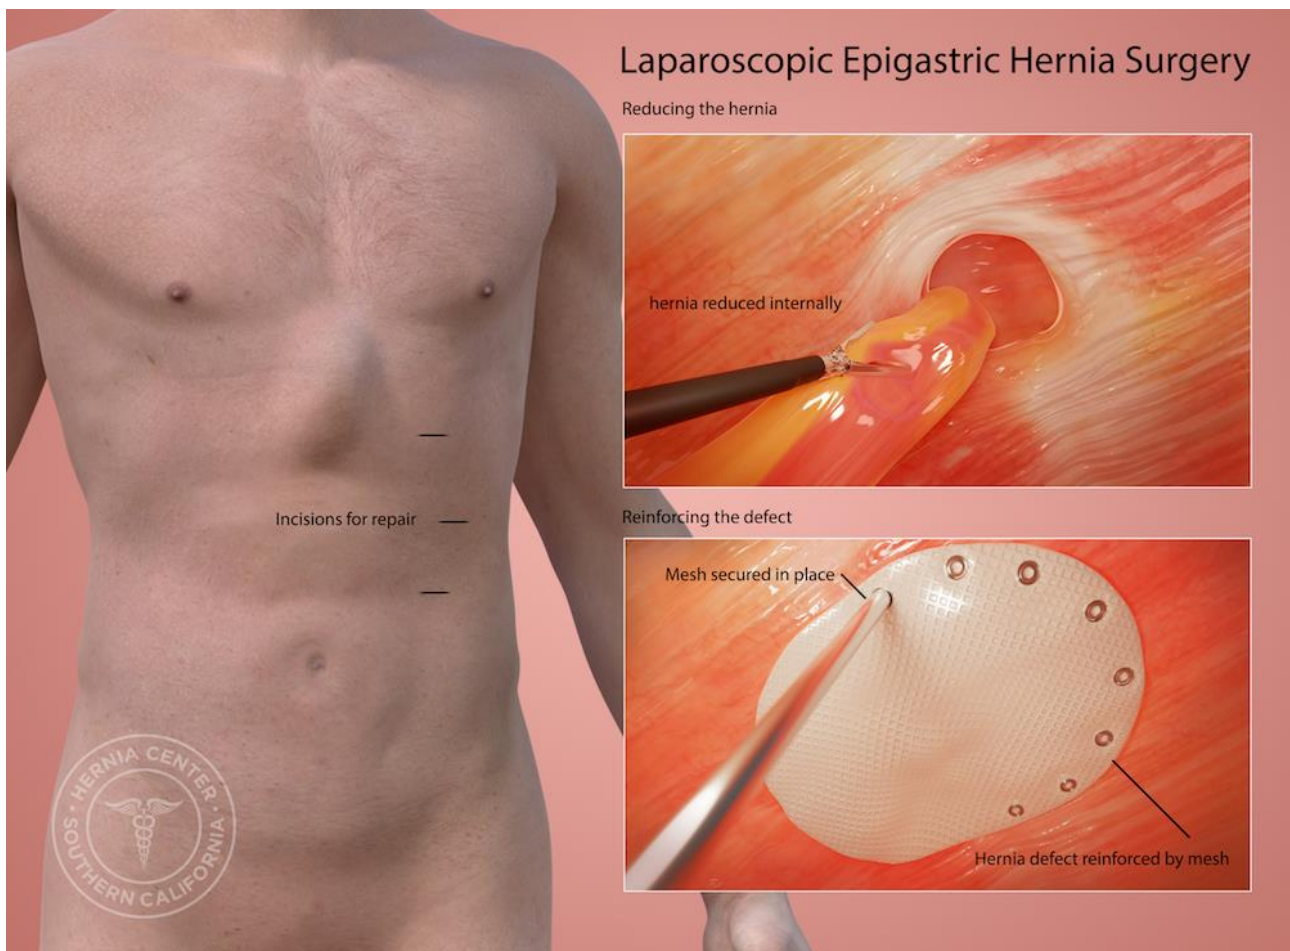 Laparoscopic Epigastric Hernia Surgery
Reducing the hernia
hernia reduced internally
Incisions for repair
Reinforcing the defect
Mesh secured in place
Hernia defect reinforced by mesh
HERNIA CENTER
SOUTHERN CALIFORNIA